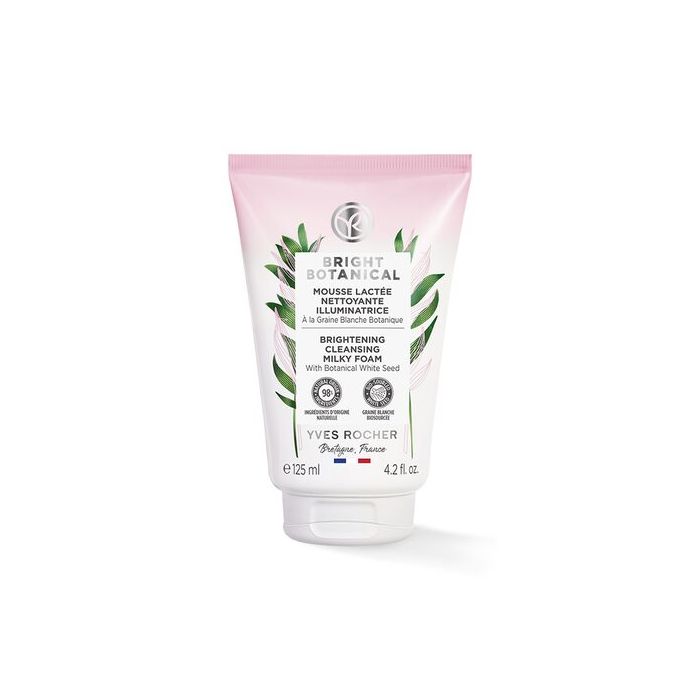 BRIGHT
BOTANICAL
MOUSSE LACTÉE
NETTOYANTE
ILLUMINATRICE
À la Graine Blanche Botanique
BRIGHTENING
CLEANSING
MILKY FOAM
With Botanical White Seed
98%
INGRÉDIENTS D'ORIGINE
NATURELLE
GRAINE BLANCHE
BIOSOURCÉE
YVES ROCHER
Bretagne, France
e 125 ml 4.2 fl. oz.